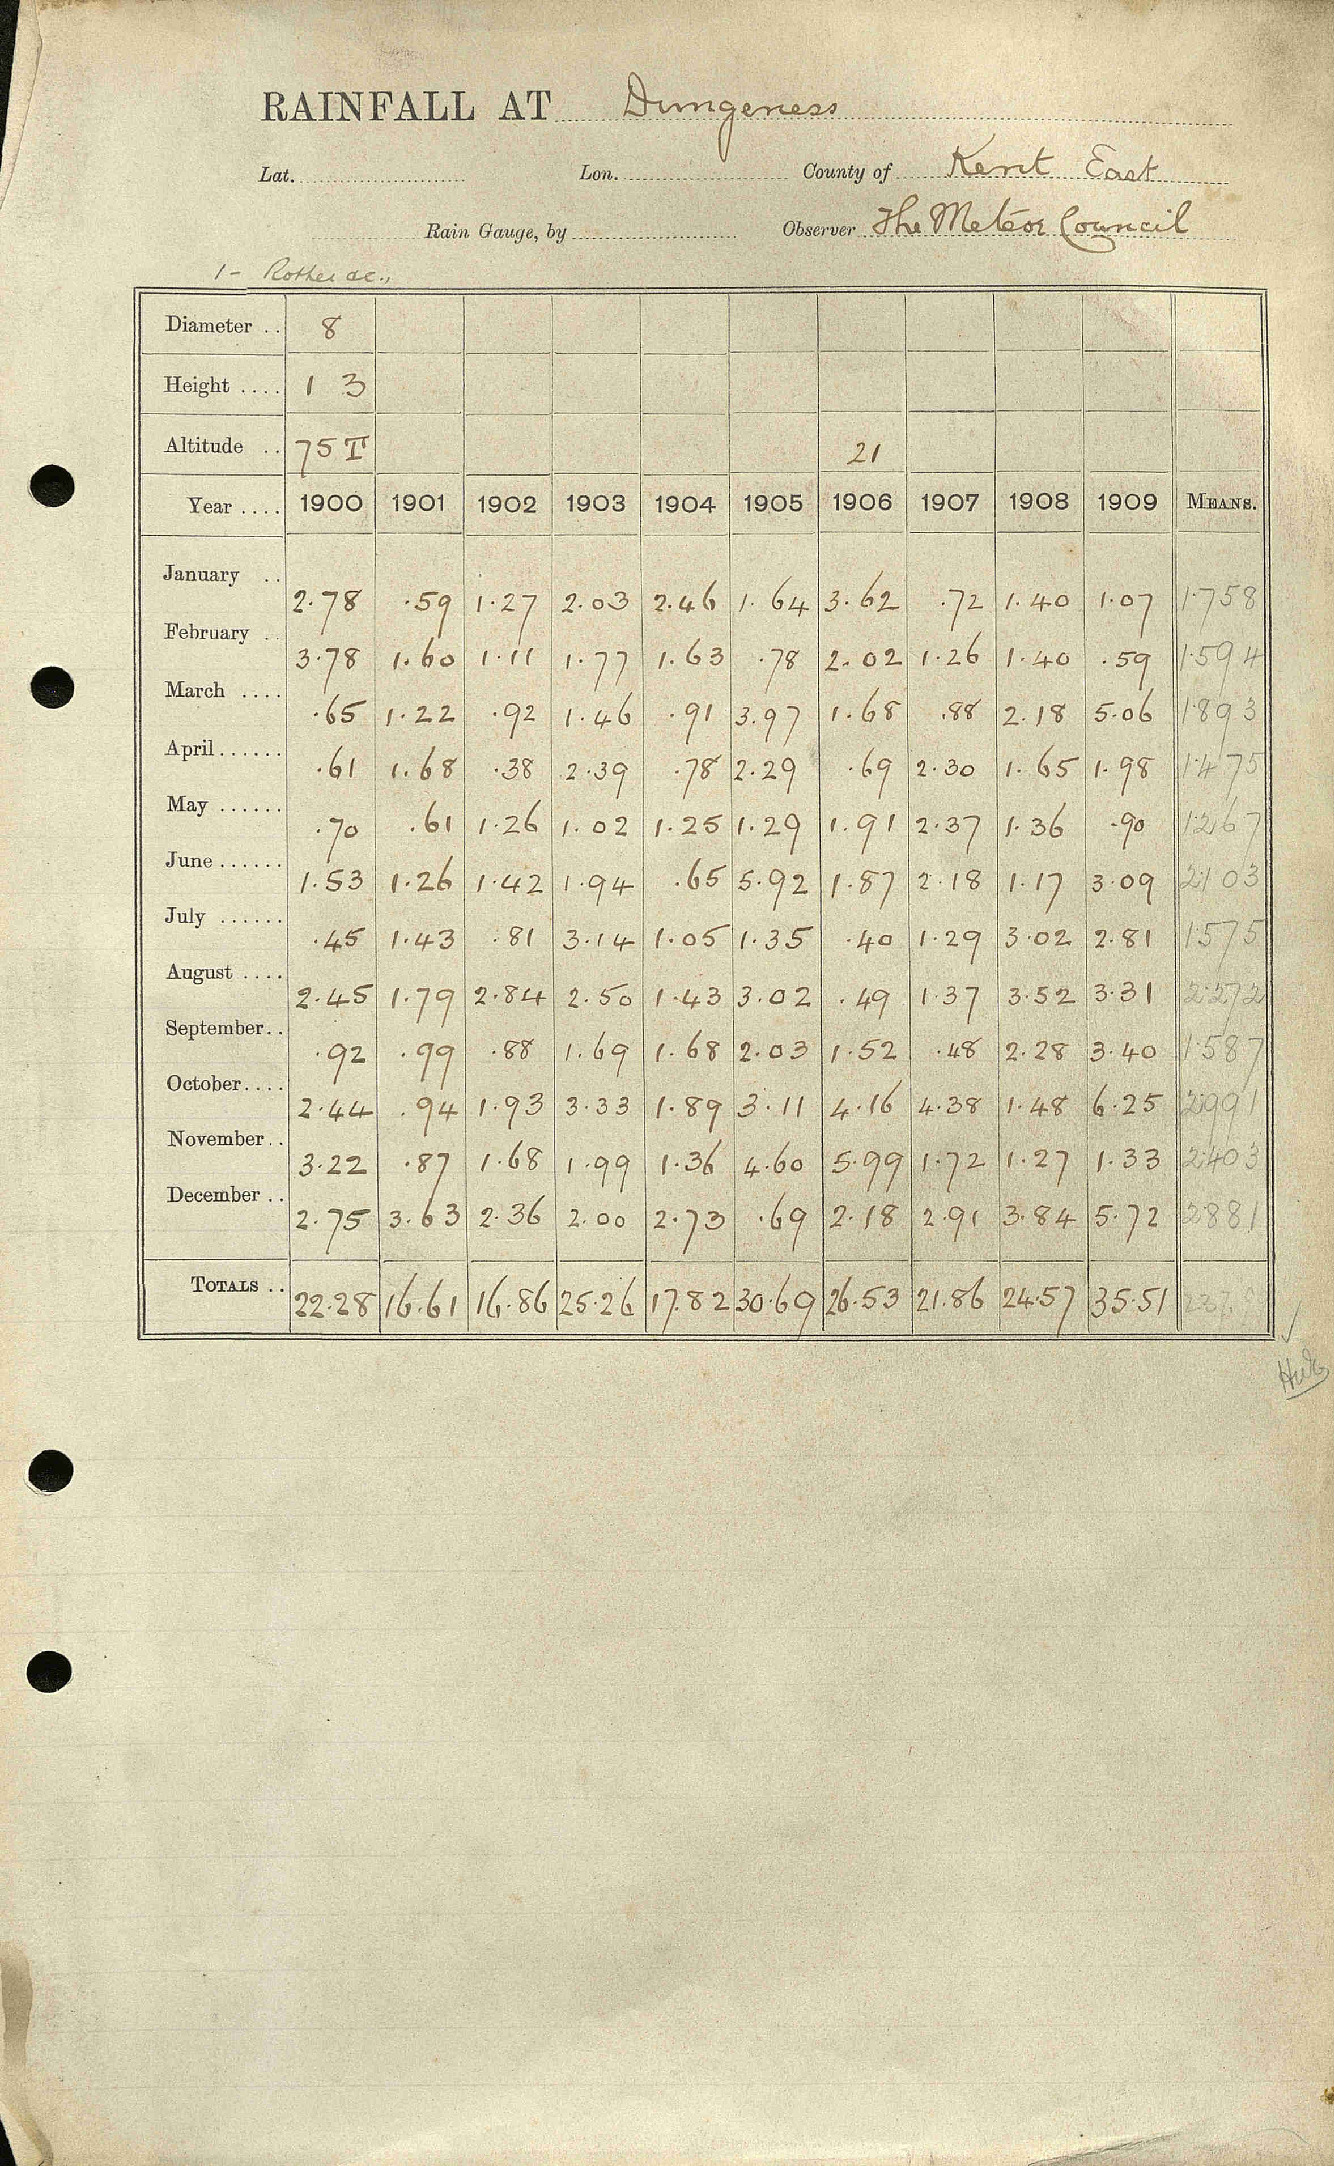 RAINFALL AT Dungeness
Lat. Lon. County of Kent East
Rain Gauge, by Observer The Meteor Council
1 - Rother &c.,
Diameter .. 8
Height .... 1 3
Altitude .. 75 T 21
Year .... 1900 1901 1902 1903 1904 1905 1906 1907 1908 1909 MEANS.
January .. 2.78 .59 1.27 2.03 2.46 1.64 3.62 .72 1.40 1.07 1.758
February .. 3.78 1.60 1.11 1.77 1.63 .78 2.02 1.26 1.40 .59 1.594
March .... .65 1.22 .92 1.46 .91 3.97 1.68 .88 2.18 5.06 1.893
April ...... .61 1.68 .38 2.39 .78 2.29 .69 2.30 1.65 1.98 1.475
May ...... .70 .61 1.26 1.02 1.25 1.29 1.91 2.37 1.36 .90 1.267
June ...... 1.53 1.26 1.42 1.94 .65 5.92 1.87 2.18 1.17 3.09 2.103
July ...... .45 1.43 .81 3.14 1.05 1.35 .40 1.29 3.02 2.81 1.575
August .... 2.45 1.79 2.84 2.50 1.43 3.02 .49 1.37 3.52 3.31 2.272
September .. .92 .99 .88 1.69 1.68 2.03 1.52 .48 2.28 3.40 1.587
October .... 2.44 .94 1.93 3.33 1.89 3.11 4.16 4.38 1.48 6.25 2.991
November .. 3.22 .87 1.68 1.99 1.36 4.60 5.99 1.72 1.27 1.33 2.403
December .. 2.75 3.63 2.36 2.00 2.73 .69 2.18 2.91 3.84 5.72 2.881
TOTALS .. 22.28 16.61 16.86 25.26 17.82 30.69 26.53 21.86 24.57 35.51